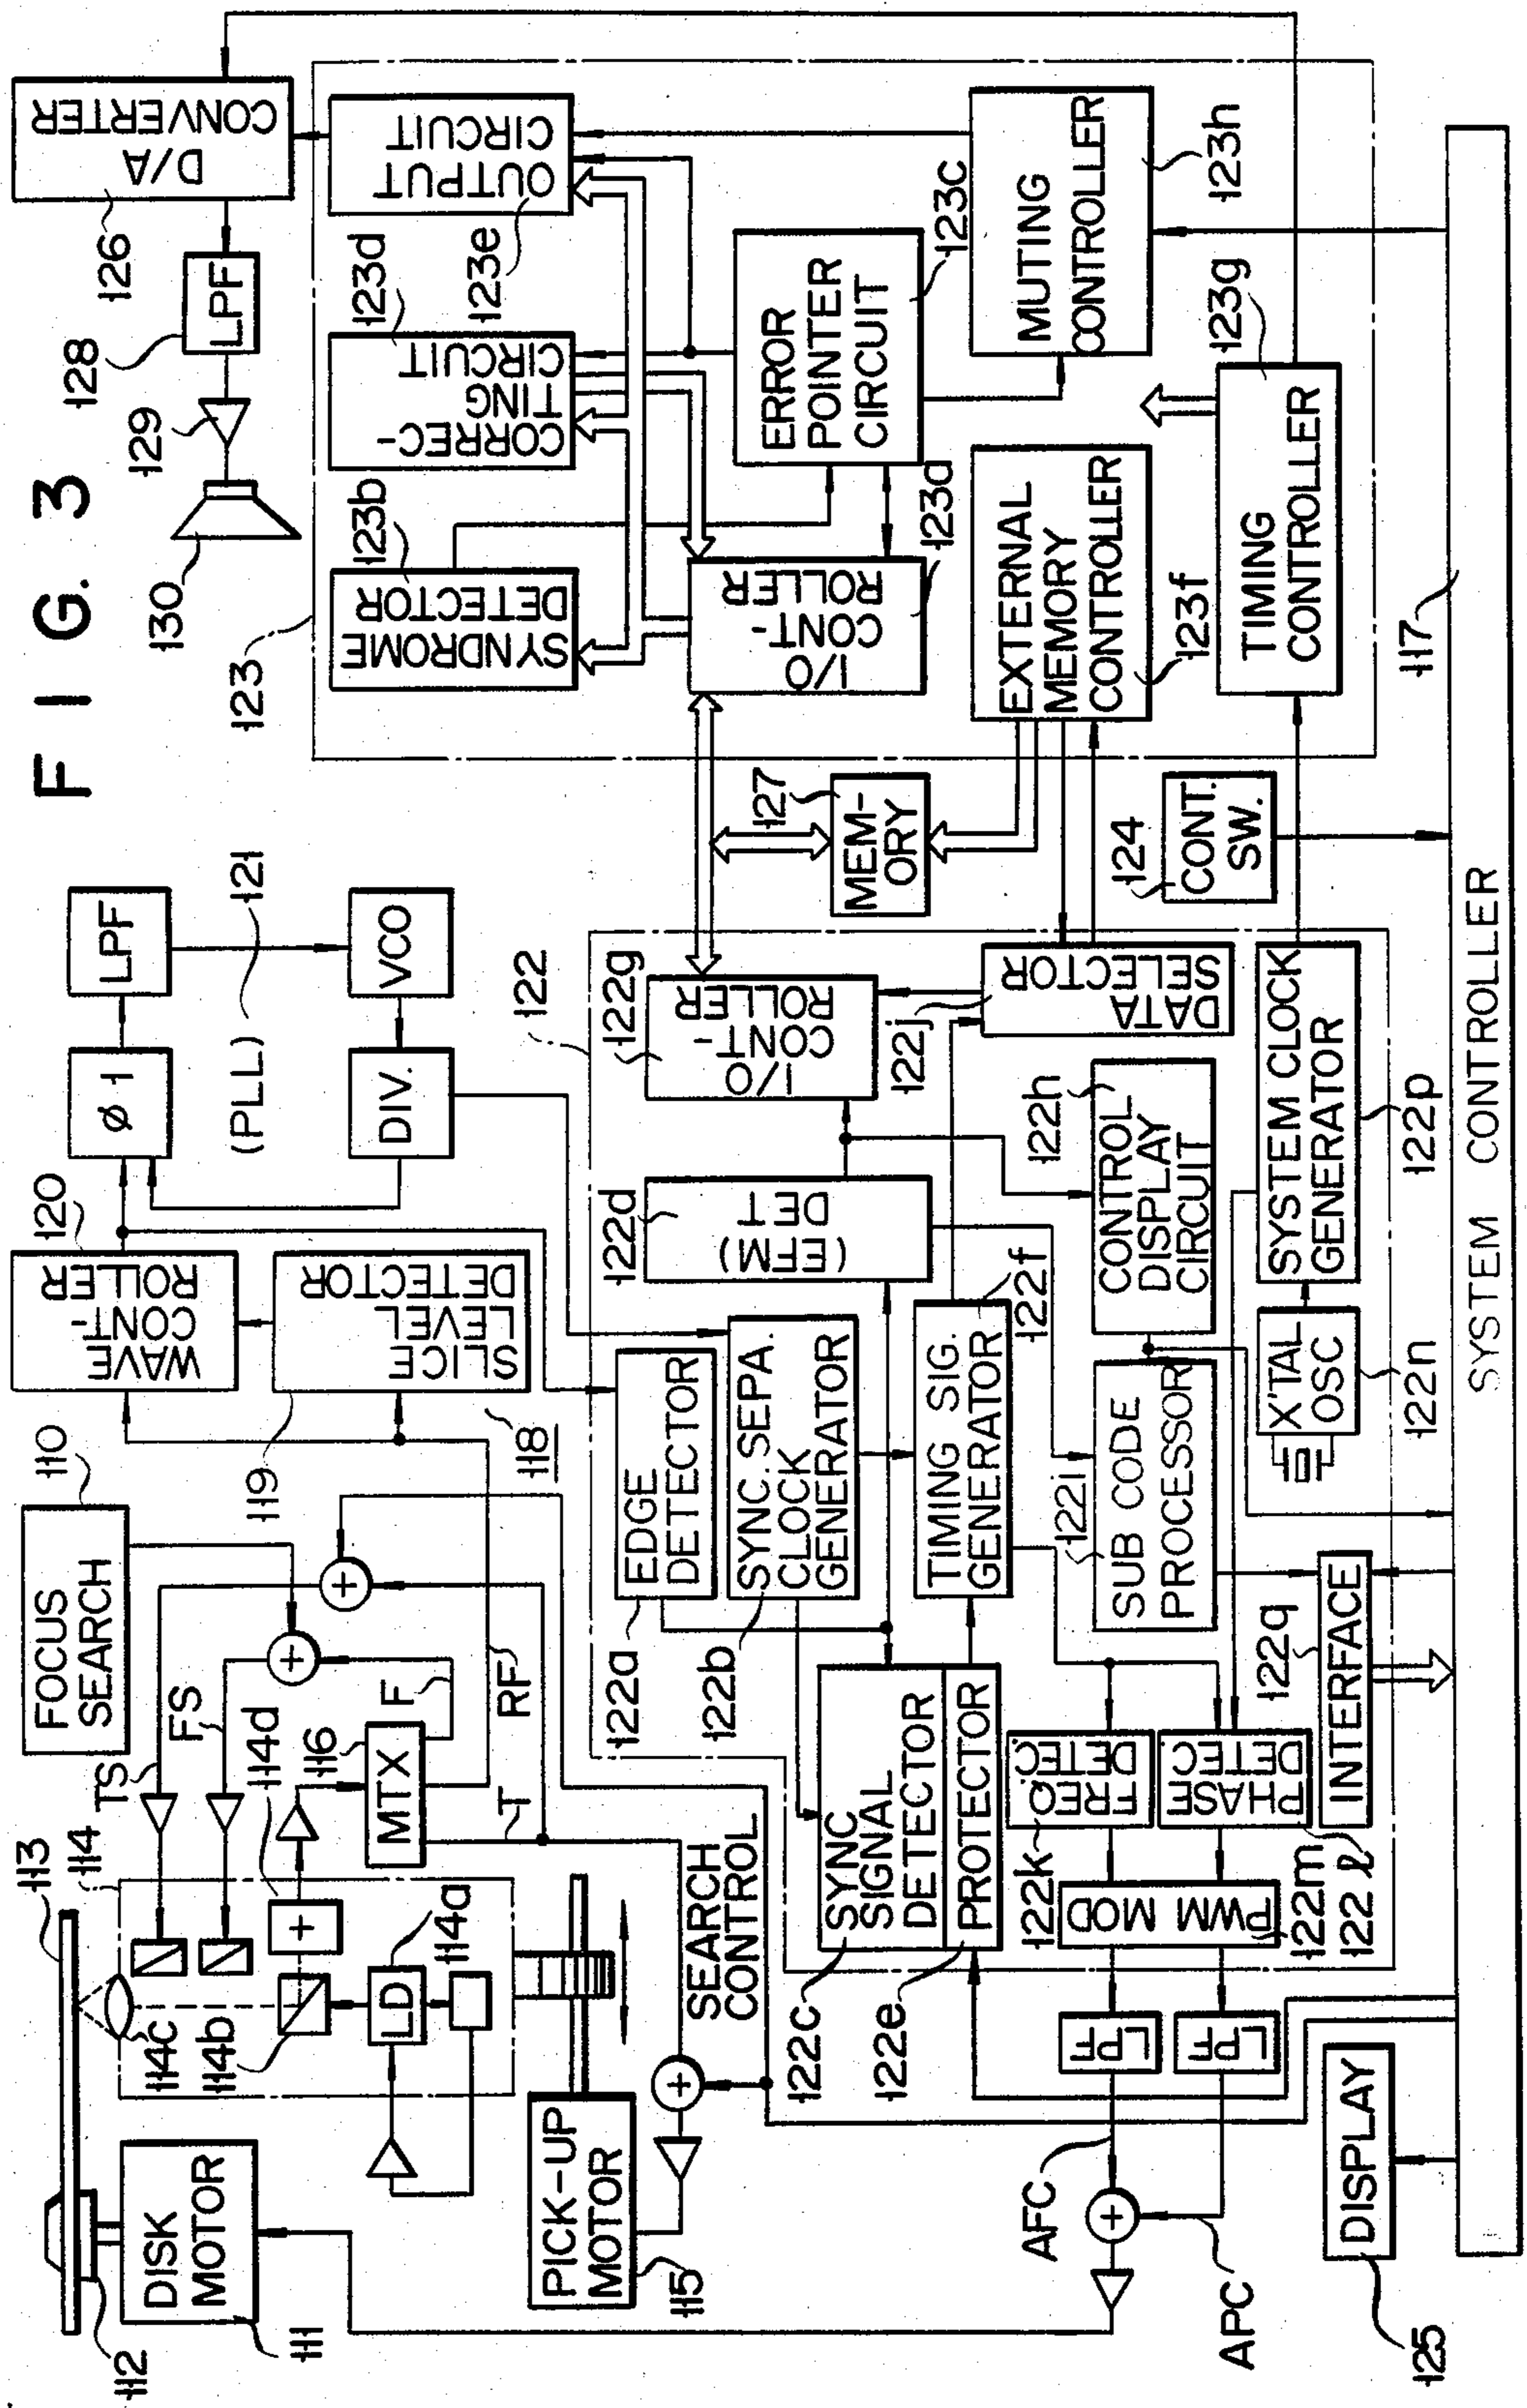 FIG. 3
113
112
DISK
MOTOR
111
114
114c
114b
114d
LD
114a
TS
FS
FOCUS
SEARCH
110
+
+
+
MTX
116
F
RF
T
PICK-UP
MOTOR
115
+
SEARCH
CONTROL
WAVE
CONT-
ROLLER
120
SLICE
LEVEL
DETECTOR
119
118
Ø 1
LPF
(PLL)
121
DIV.
VCO
122
EDGE
DETECTOR
122a
SYNC. SEPA.
CLOCK
GENERATOR
122b
SYNC
SIGNAL
DETECTOR
122c
PROTECTOR
122e
(EFM)
DET
122d
TIMING SIG.
GENERATOR
122f
I/O
CONT-
ROLLER
122g
CONTROL
DISPLAY
CIRCUIT
122h
SUB CODE
PROCESSOR
122i
DATA
SELECTOR
122j
FREQ.
DETEC.
122k
PHASE
DETEC.
122ℓ
PWM MOD
122m
X'TAL
OSC
122n
SYSTEM CLOCK
GENERATOR
122p
INTERFACE
122q
LPF
LPF
AFC
APC
+
DISPLAY
125
MEM-
ORY
127
CONT.
SW.
124
123
I/O
CONT-
ROLLER
123a
SYNDROME
DETECTOR
123b
ERROR
POINTER
CIRCUIT
123c
CORREC-
TING
CIRCUIT
123d
OUTPUT
CIRCUIT
123e
EXTERNAL
MEMORY
CONTROLLER
123f
TIMING
CONTROLLER
123g
MUTING
CONTROLLER
123h
D/A
CONVERTER
126
LPF
128
129
130
SYSTEM CONTROLLER
117